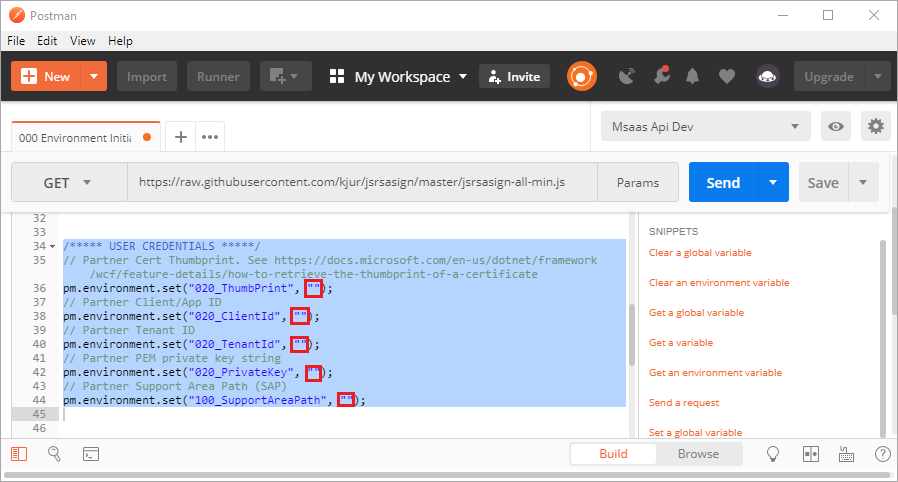 Postman
File Edit View Help
New Import Runner My Workspace Invite Upgrade
000 Environment Initia Msaas Api Dev
GET https://raw.githubusercontent.com/kjur/jsrsasign/master/jsrsasign-all-min.js Params Send Save
32
33
34 /***** USER CREDENTIALS *****/
35 // Partner Cert Thumbprint. See https://docs.microsoft.com/en-us/dotnet/framework
/wcf/feature-details/how-to-retrieve-the-thumbprint-of-a-certificate
36 pm.environment.set("020_ThumbPrint", "");
37 // Partner Client/App ID
38 pm.environment.set("020_ClientId", "");
39 // Partner Tenant ID
40 pm.environment.set("020_TenantId", "");
41 // Partner PEM private key string
42 pm.environment.set("020_PrivateKey", "");
43 // Partner Support Area Path (SAP)
44 pm.environment.set("100_SupportAreaPath", "");
45
46
SNIPPETS
Clear a global variable
Clear an environment variable
Get a global variable
Get a variable
Get an environment variable
Send a request
Set a global variable
Build Browse